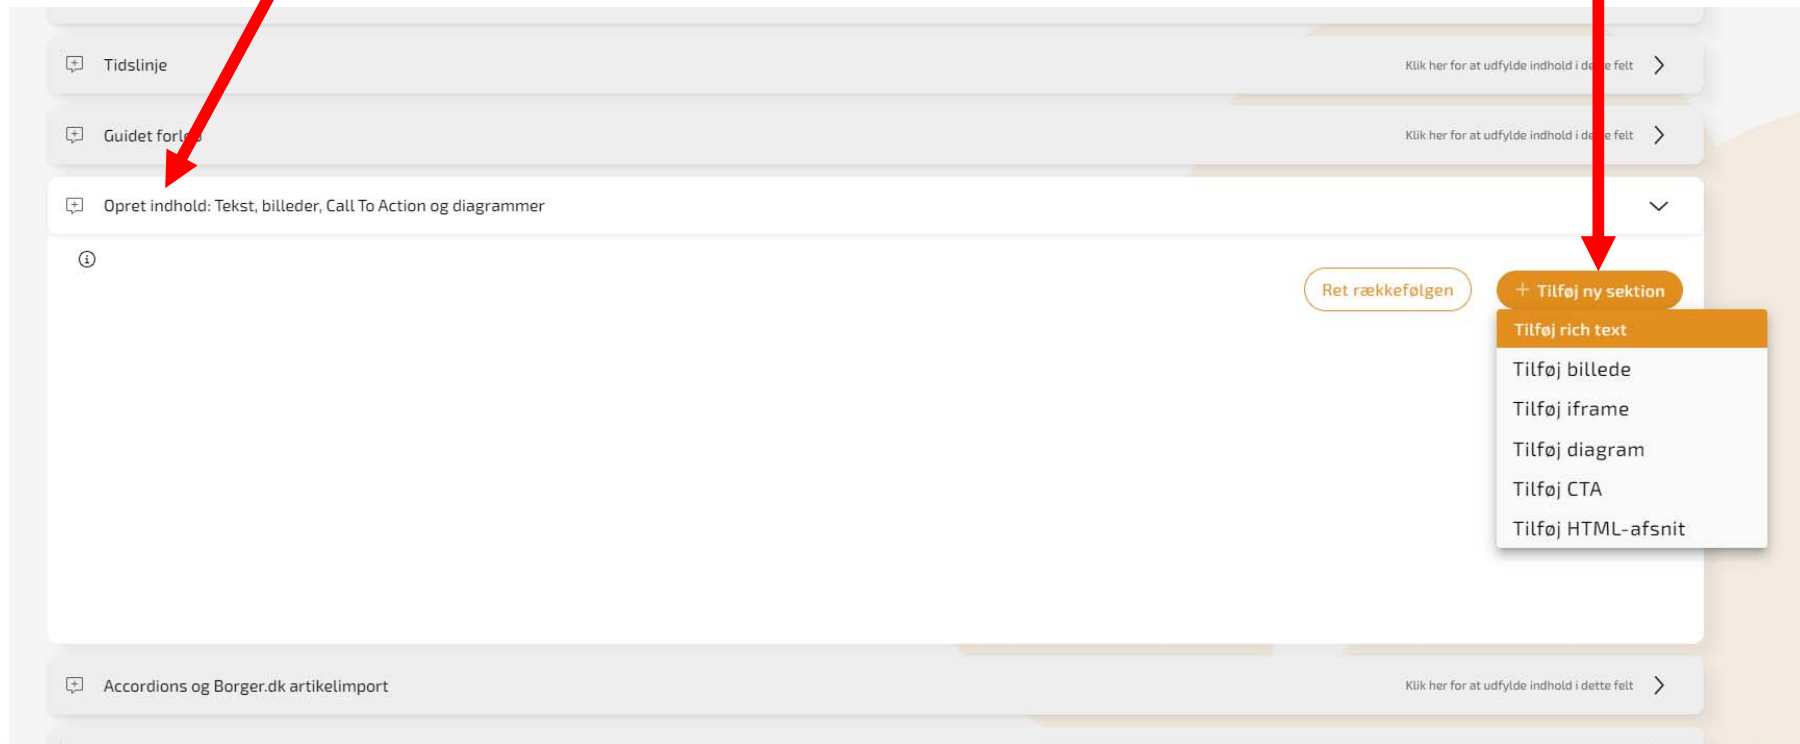 Tidslinje
Klik her for at udfylde indhold i dette felt
Guidet forløb
Klik her for at udfylde indhold i dette felt
Opret indhold: Tekst, billeder, Call To Action og diagrammer
Ret rækkefølgen
+ Tilføj ny sektion
Tilføj rich text
Tilføj billede
Tilføj iframe
Tilføj diagram
Tilføj CTA
Tilføj HTML-afsnit
Accordions og Borger.dk artikelimport
Klik her for at udfylde indhold i dette felt